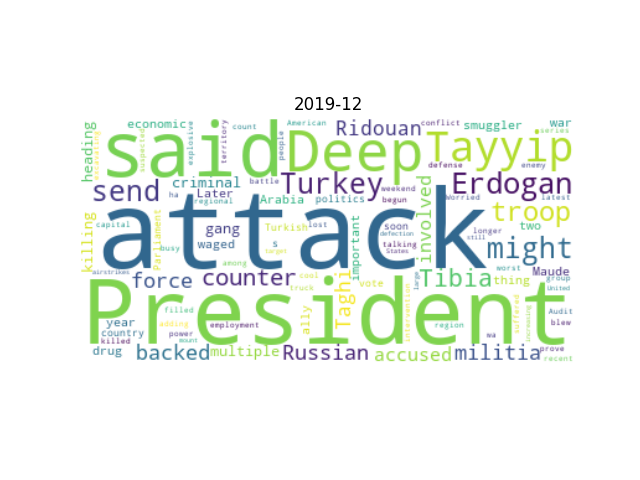 2019-12
economic count American Ridouan conflict smuggler war
heading suspected explosive territory people series
said Deep Tayyip
send criminal battle Turkey weekend defense Erdogan enemy
Later ha regional Arabia politics begun Worried latest
attack
killing capital Parliament gang Turkish lost important soon involved longer troop two
busy waged s target talking States defection might
airstrikes force among counter cool truck Taghi vote large Tibia worst thing Maude group United
President
filled adding year employment ally intervention region suffered increasing Audit
country power wa blew
killed mount prove
drug backed multiple Russian accused militia recent still